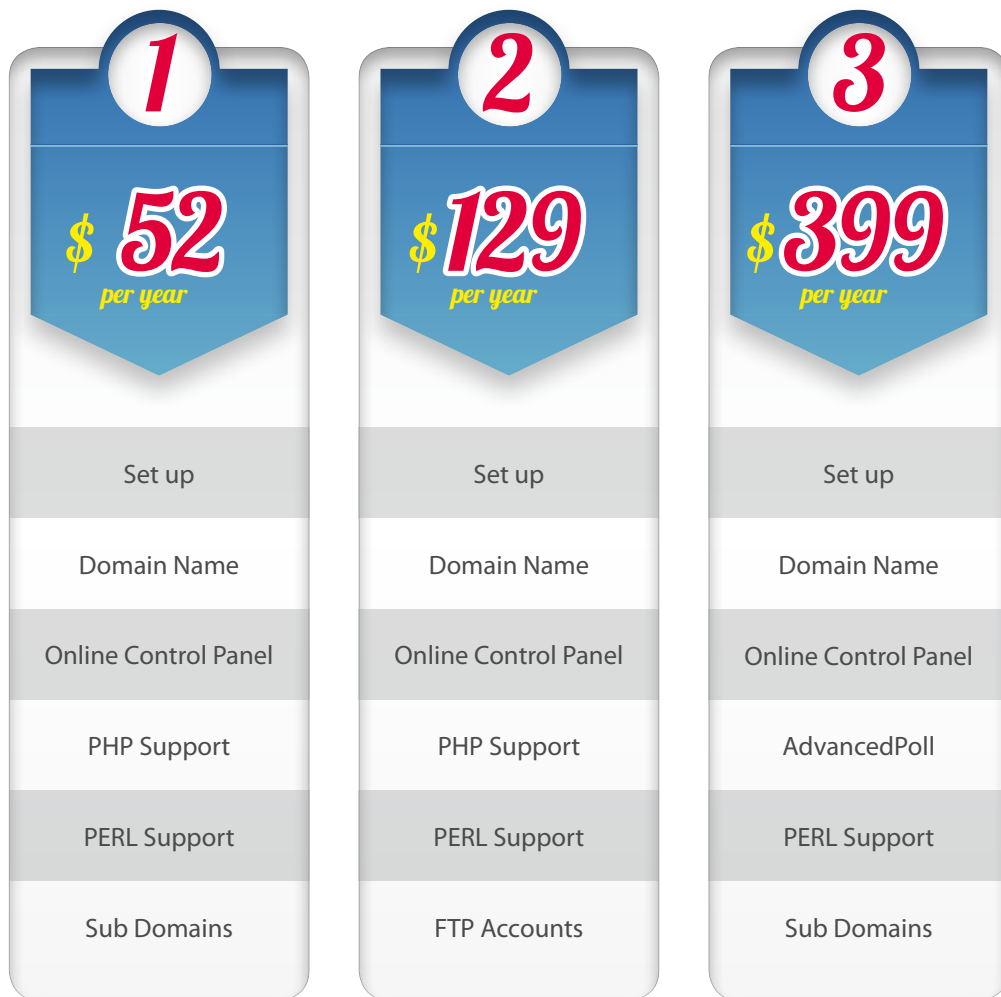 1
$ 52
per year
Set up
Domain Name
Online Control Panel
PHP Support
PERL Support
Sub Domains
2
$ 129
per year
Set up
Domain Name
Online Control Panel
PHP Support
PERL Support
FTP Accounts
3
$ 399
per year
Set up
Domain Name
Online Control Panel
AdvancedPoll
PERL Support
Sub Domains